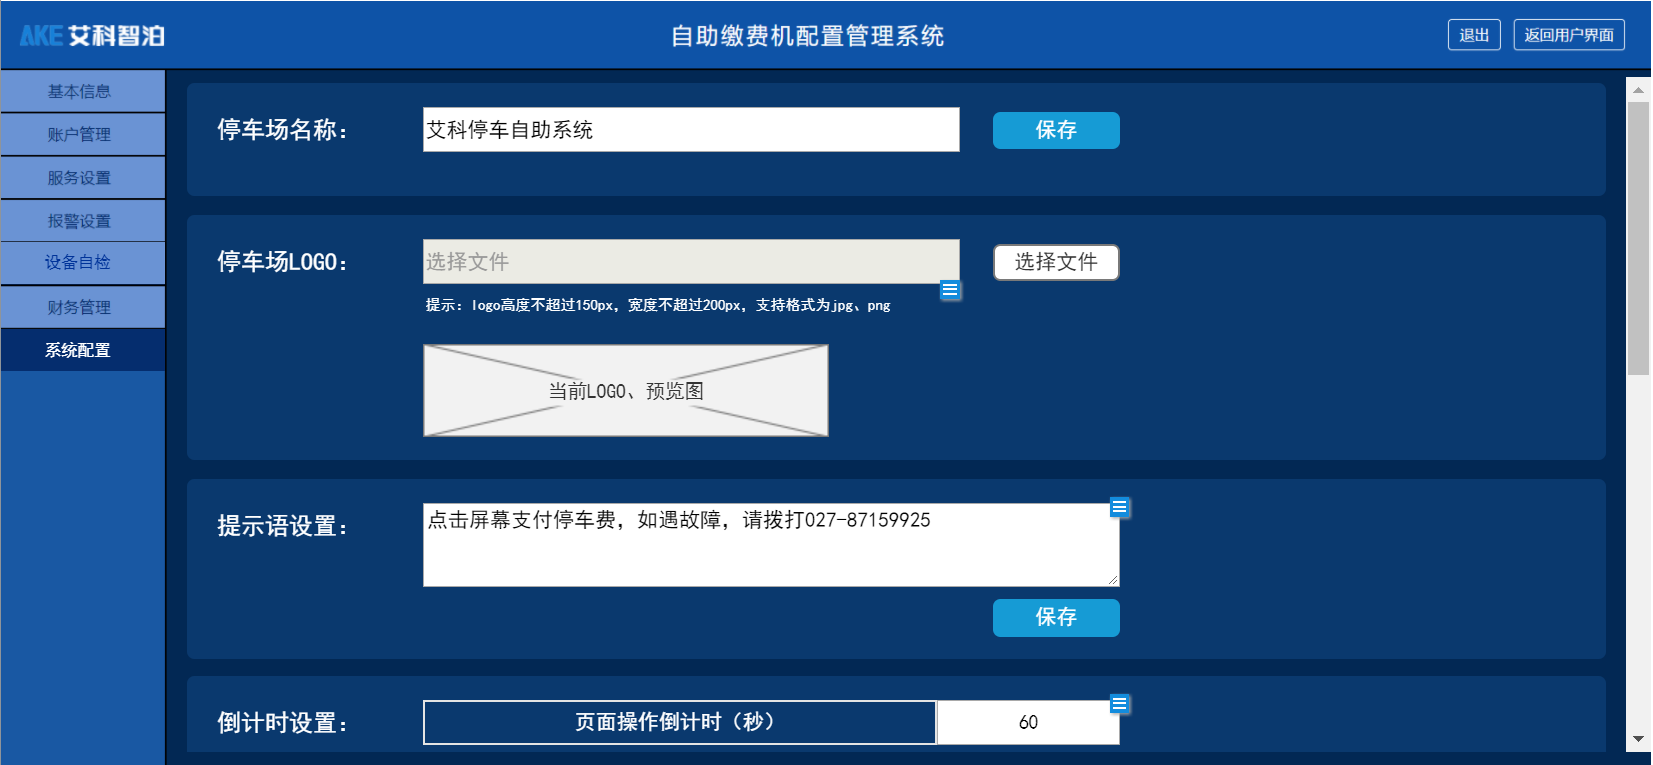 AKE 艾科智泊
自助缴费机配置管理系统
退出
返回用户界面
基本信息
账户管理
服务设置
报警设置
设备自检
财务管理
系统配置
停车场名称：
艾科停车自助系统
保存
停车场LOGO：
选择文件
选择文件
提示：logo高度不超过150px，宽度不超过200px，支持格式为jpg、png
当前LOGO、预览图
提示语设置：
点击屏幕支付停车费，如遇故障，请拨打027-87159925
保存
倒计时设置：
页面操作倒计时（秒）
60